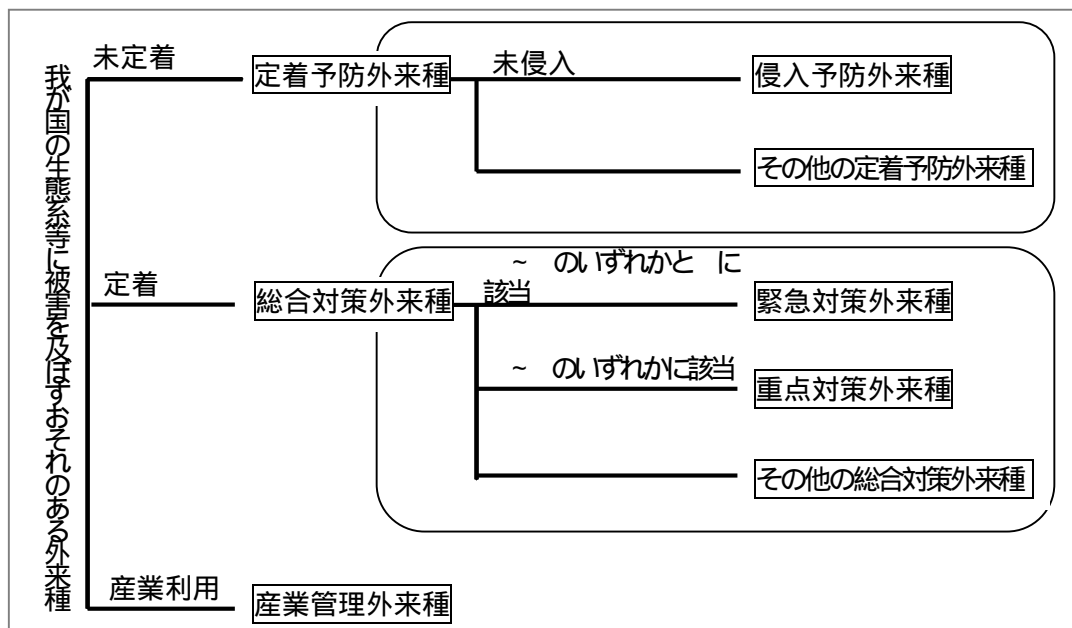 我が国の生態系等に被害を及ぼすおそれのある外来種
未定着
定着予防外来種
未侵入
侵入予防外来種
その他の定着予防外来種
定着
総合対策外来種
~ のいずれかと に
該当
緊急対策外来種
~ のいずれかに該当
重点対策外来種
その他の総合対策外来種
産業利用
産業管理外来種